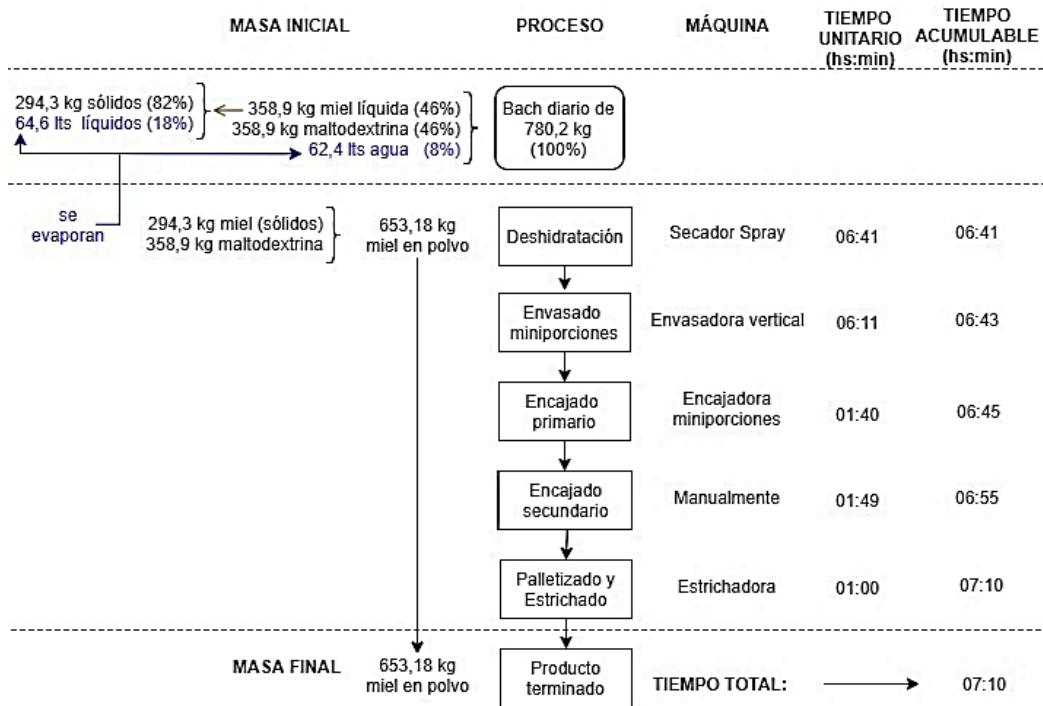 MASA INICIAL
PROCESO
MÁQUINA
TIEMPO
UNITARIO
(hs:min)
TIEMPO
ACUMULABLE
(hs:min)
294,3 kg sólidos (82%)
64,6 lts líquidos (18%)
358,9 kg miel líquida (46%)
358,9 kg maltodextrina (46%)
62,4 lts agua (8%)
Bach diario de
780,2 kg
(100%)
se
evaporan
294,3 kg miel (sólidos)
358,9 kg maltodextrina
653,18 kg
miel en polvo
Deshidratación
Secador Spray
06:41
06:41
Envasado
miniporciones
Envasadora vertical
06:11
06:43
Encajado
primario
Encajadora
miniporciones
01:40
06:45
Encajado
secundario
Manualmente
01:49
06:55
Palletizado y
Estrichado
Estrichadora
01:00
07:10
MASA FINAL
653,18 kg
miel en polvo
Producto
terminado
TIEMPO TOTAL:
07:10